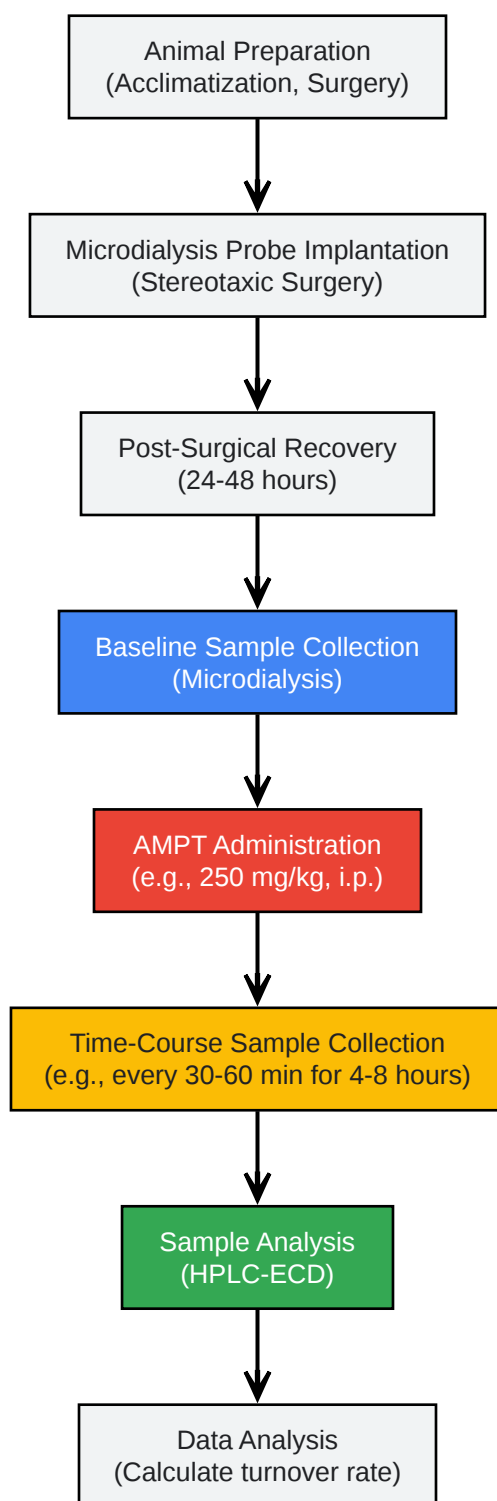 Animal Preparation
(Acclimatization, Surgery)
Microdialysis Probe Implantation
(Stereotaxic Surgery)
Post-Surgical Recovery
(24-48 hours)
Baseline Sample Collection
(Microdialysis)
AMPT Administration
(e.g., 250 mg/kg, i.p.)
Time-Course Sample Collection
(e.g., every 30-60 min for 4-8 hours)
Sample Analysis
(HPLC-ECD)
Data Analysis
(Calculate turnover rate)